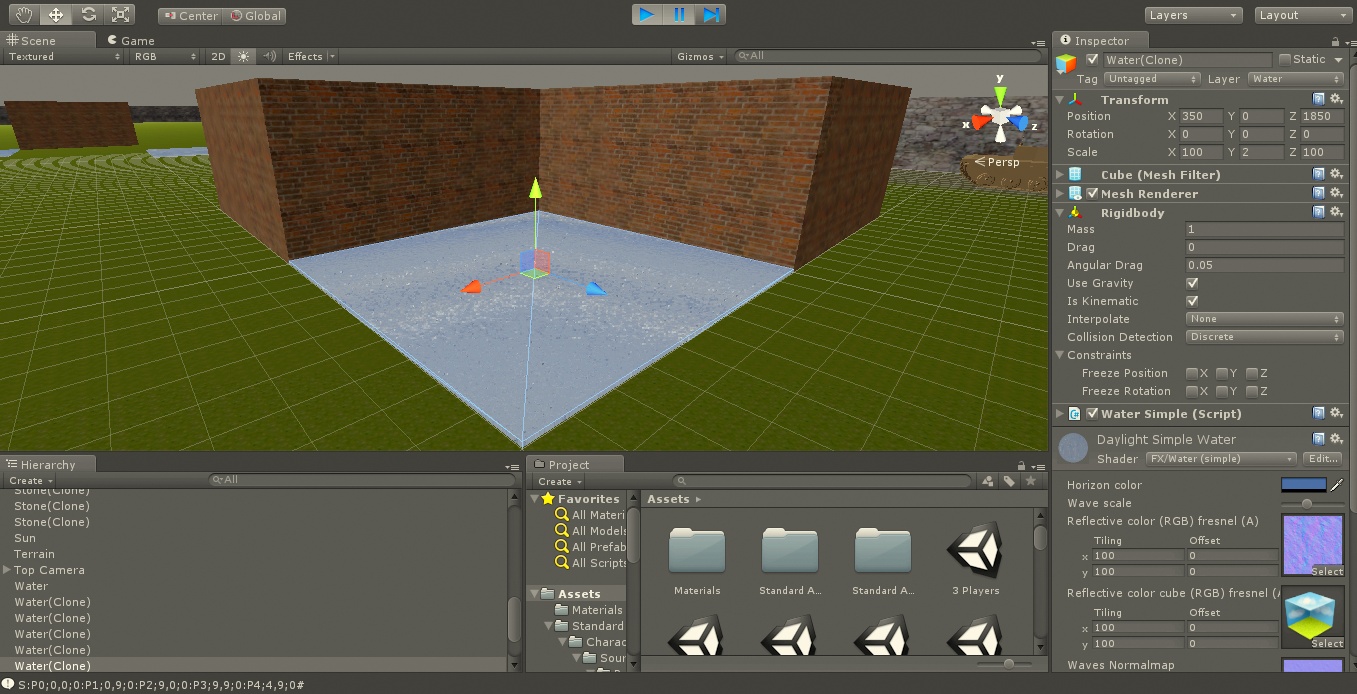 Center Global
Layers Layout
Scene Game
Textured RGB 2D Effects Gizmos All
y
x z
Persp
Inspector
Water(Clone) Static
Tag Untagged Layer Water
Transform
Position X 350 Y 0 Z 1850
Rotation X 0 Y 0 Z 0
Scale X 100 Y 2 Z 100
Cube (Mesh Filter)
Mesh Renderer
Rigidbody
Mass 1
Drag 0
Angular Drag 0.05
Use Gravity
Is Kinematic
Interpolate None
Collision Detection Discrete
Constraints
Freeze Position X Y Z
Freeze Rotation X Y Z
Water Simple (Script)
Daylight Simple Water
Shader FX/Water (simple) Edit...
Horizon color
Wave scale
Reflective color (RGB) fresnel (A)
Tiling Offset
x 100 0
y 100 0
Select
Reflective color cube (RGB) fresnel (A
Tiling Offset
x 100 0
y 100 0
Select
Waves Normalmap
Hierarchy
Create All
Stone(Clone)
Stone(Clone)
Stone(Clone)
Sun
Terrain
Top Camera
Water
Water(Clone)
Water(Clone)
Water(Clone)
Water(Clone)
Water(Clone)
Project
Create
Favorites
All Materi
All Models
All Prefab
All Scripts
Assets
Materials
Standard
Charac
Sour
Assets
Materials
Standard A...
Standard A...
3 Players
S:P0;0,0;0:P1;0,9;0:P2;9,0;0:P3;9,9;0:P4;4,9;0#